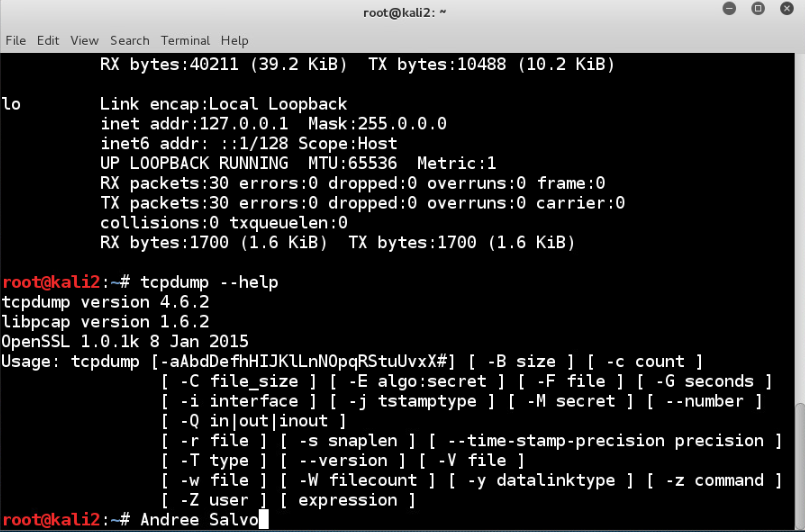 root@kali2: ~
File Edit View Search Terminal Help
RX bytes:40211 (39.2 KiB)  TX bytes:10488 (10.2 KiB)
lo        Link encap:Local Loopback
inet addr:127.0.0.1  Mask:255.0.0.0
inet6 addr: ::1/128 Scope:Host
UP LOOPBACK RUNNING  MTU:65536  Metric:1
RX packets:30 errors:0 dropped:0 overruns:0 frame:0
TX packets:30 errors:0 dropped:0 overruns:0 carrier:0
collisions:0 txqueuelen:0
RX bytes:1700 (1.6 KiB)  TX bytes:1700 (1.6 KiB)
root@kali2:~# tcpdump --help
tcpdump version 4.6.2
libpcap version 1.6.2
OpenSSL 1.0.1k 8 Jan 2015
Usage: tcpdump [-aAbdDefhHIJKlLnNOpqRStuUvxX#] [ -B size ] [ -c count ]
[ -C file_size ] [ -E algo:secret ] [ -F file ] [ -G seconds ]
[ -i interface ] [ -j tstamptype ] [ -M secret ] [ --number ]
[ -Q in|out|inout ]
[ -r file ] [ -s snaplen ] [ --time-stamp-precision precision ]
[ -T type ] [ --version ] [ -V file ]
[ -w file ] [ -W filecount ] [ -y datalinktype ] [ -z command ]
[ -Z user ] [ expression ]
root@kali2:~# Andree Salvo